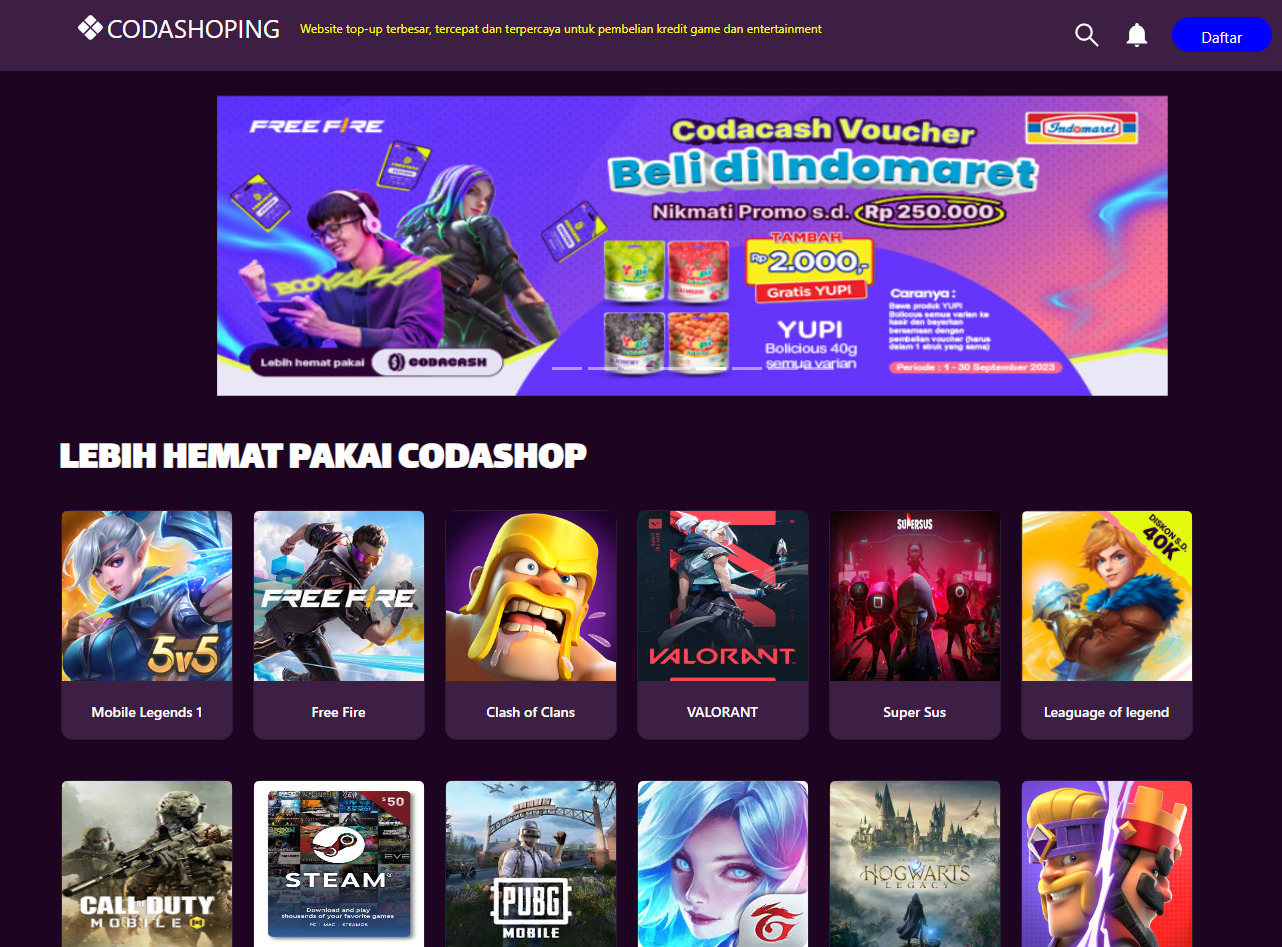 CODASHOPING
Website top-up terbesar, tercepat dan terpercaya untuk pembelian kredit game dan entertainment
Daftar
FREE FIRE
Codacash Voucher
Indomaret
Beli di Indomaret
Nikmati Promo s.d. Rp 250.000
TAMBAH
Rp 2.000,-
Gratis YUPI
BOOYAH!
Yupi
Yupi
Yupi
Yupi
YUPI
Bolicious 40g
semua varian
Caranya :
Bawa produk YUPI
Bolicous semua varian ke
kasir dan bayarkan
bersamaan dengan
pembelian voucher (harus
dalam 1 struk yang sama)
Periode : 1 - 30 September 2023
Lebih hemat pakai CODACASH
LEBIH HEMAT PAKAI CODASHOP
5v5
FREE FIRE
VALORANT
SUPERSUS
DISKON S.D.
40K
Mobile Legends 1
Free Fire
Clash of Clans
VALORANT
Super Sus
Leaguage of legend
CALL OF DUTY
MOBILE
$50
STEAM
Download and play
thousands of your favorite games
PC | MAC | STEAMOS
PUBG
MOBILE
HOGWARTS
LEGACY